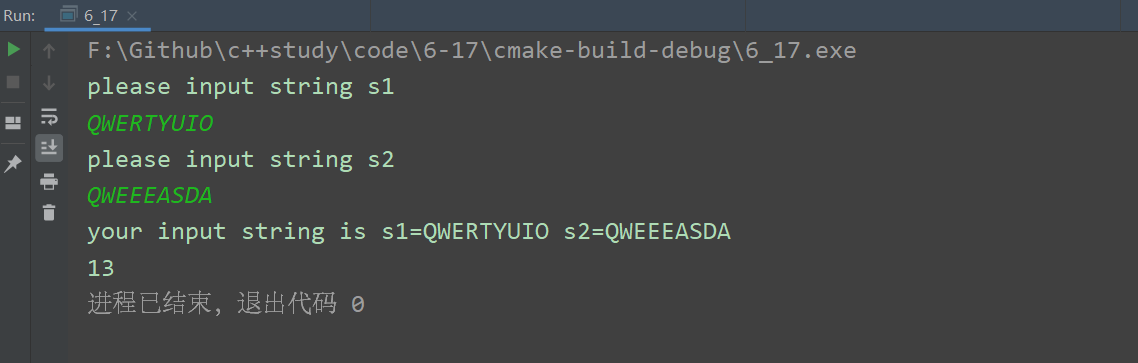 Run: 6_17
F:\Github\c++study\code\6-17\cmake-build-debug\6_17.exe
please input string s1
QWERTYUIO
please input string s2
QWEEEASDA
your input string is s1=QWERTYUIO s2=QWEEEASDA
13
进程已结束, 退出代码 0